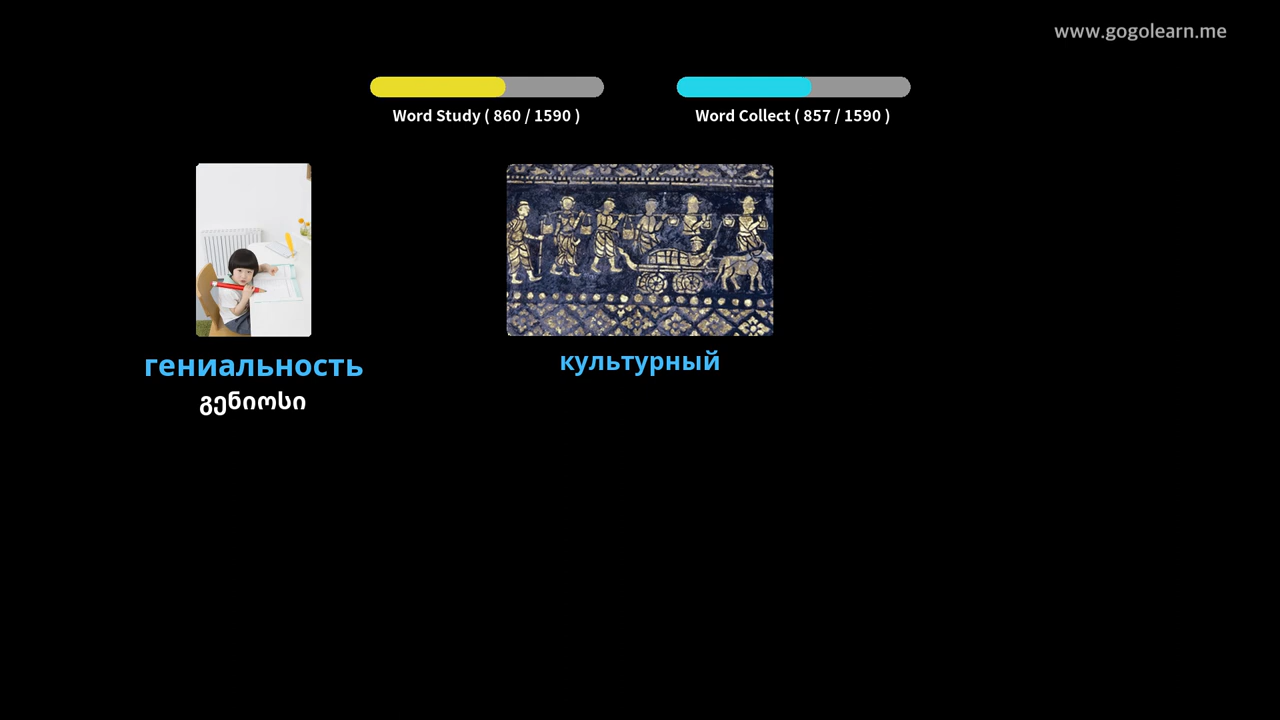 www.gogolearn.me
Word Study ( 860 / 1590 )
Word Collect ( 857 / 1590 )
гениальность
გენიოსი
культурный